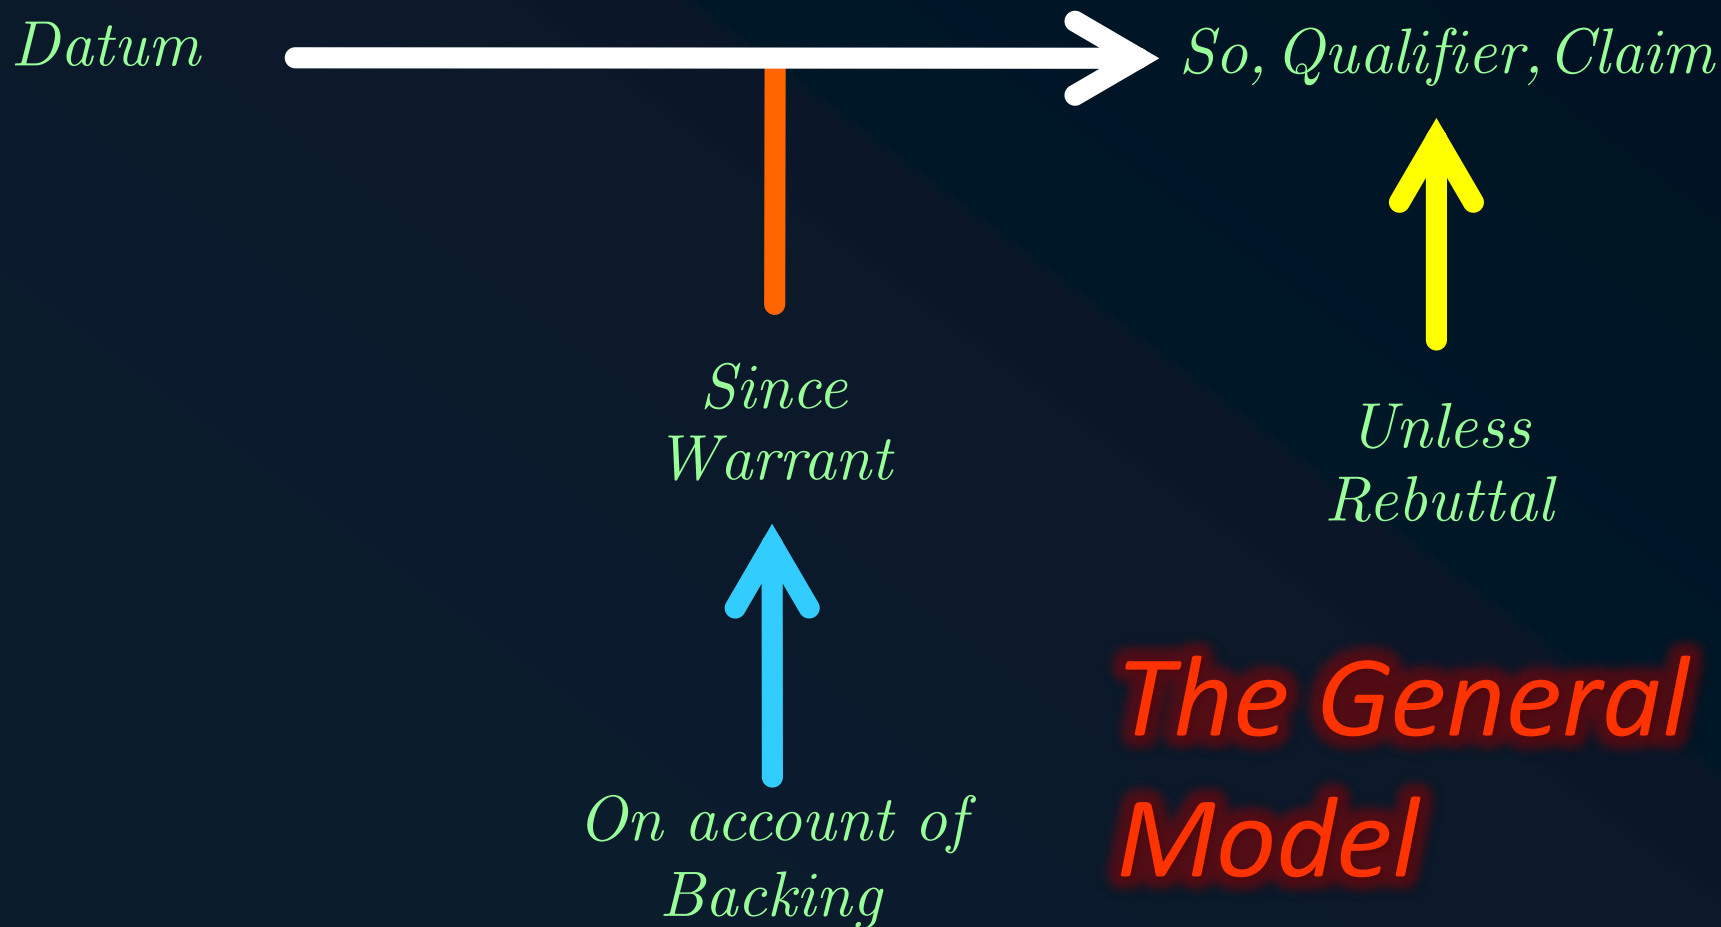 Datum
So, Qualifier, Claim
Since
Warrant
Unless
Rebuttal
On account of
Backing
The General
Model